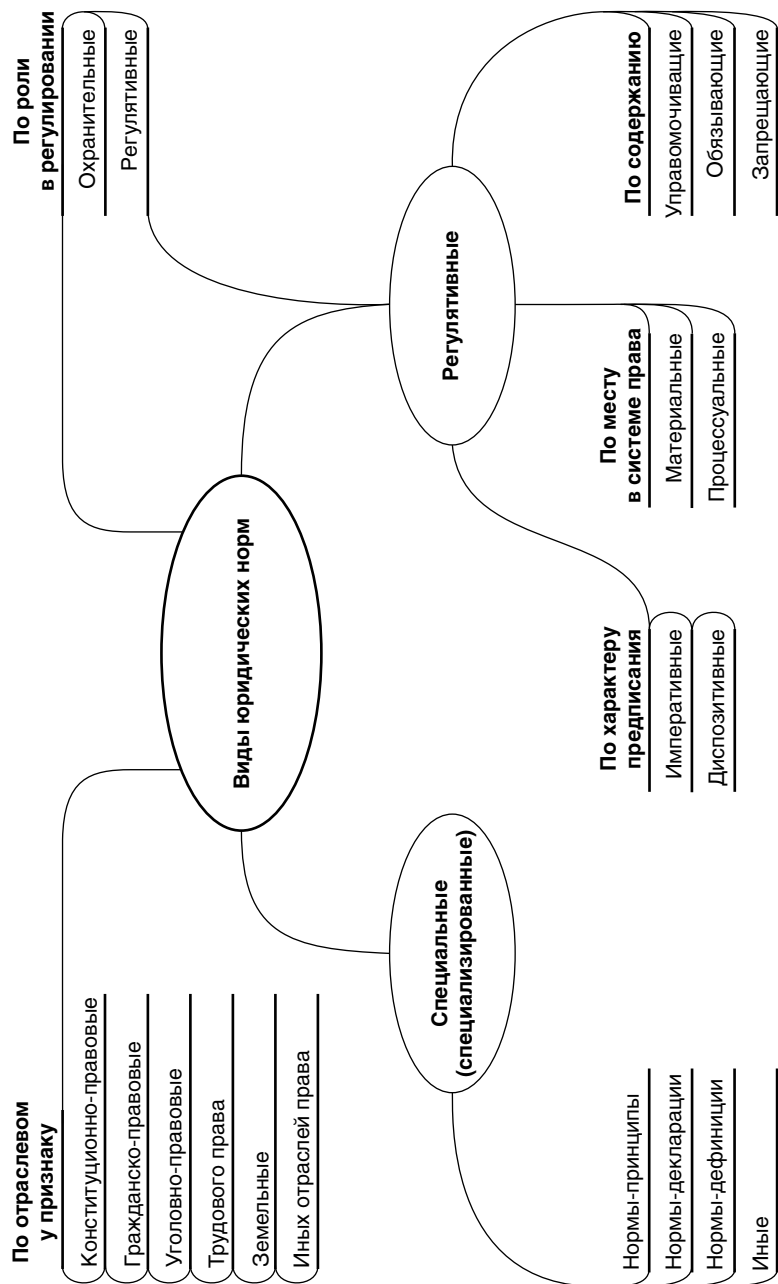 По отраслевом
у признаку
Конституционно-правовые
Гражданско-правовые
Уголовно-правовые
Трудового права
Земельные
Иных отраслей права
Виды юридических норм
По роли
в регулировании
Охранительные
Регулятивные
Специальные
(специализированные)
Нормы-принципы
Нормы-декларации
Нормы-дефиниции
Иные
Регулятивные
По характеру
предписания
Императивные
Диспозитивные
По месту
в системе права
Материальные
Процессуальные
По содержанию
Управомочиващие
Обязывающие
Запрещающие